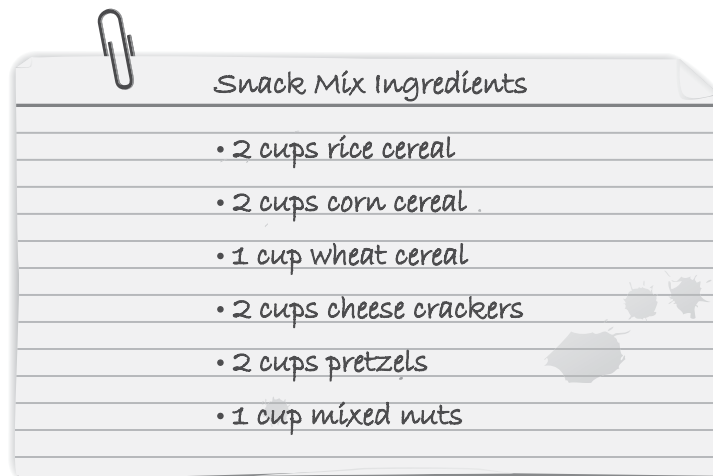 Snack Mix Ingredients
• 2 cups rice cereal
• 2 cups corn cereal
• 1 cup wheat cereal
• 2 cups cheese crackers
• 2 cups pretzels
• 1 cup mixed nuts